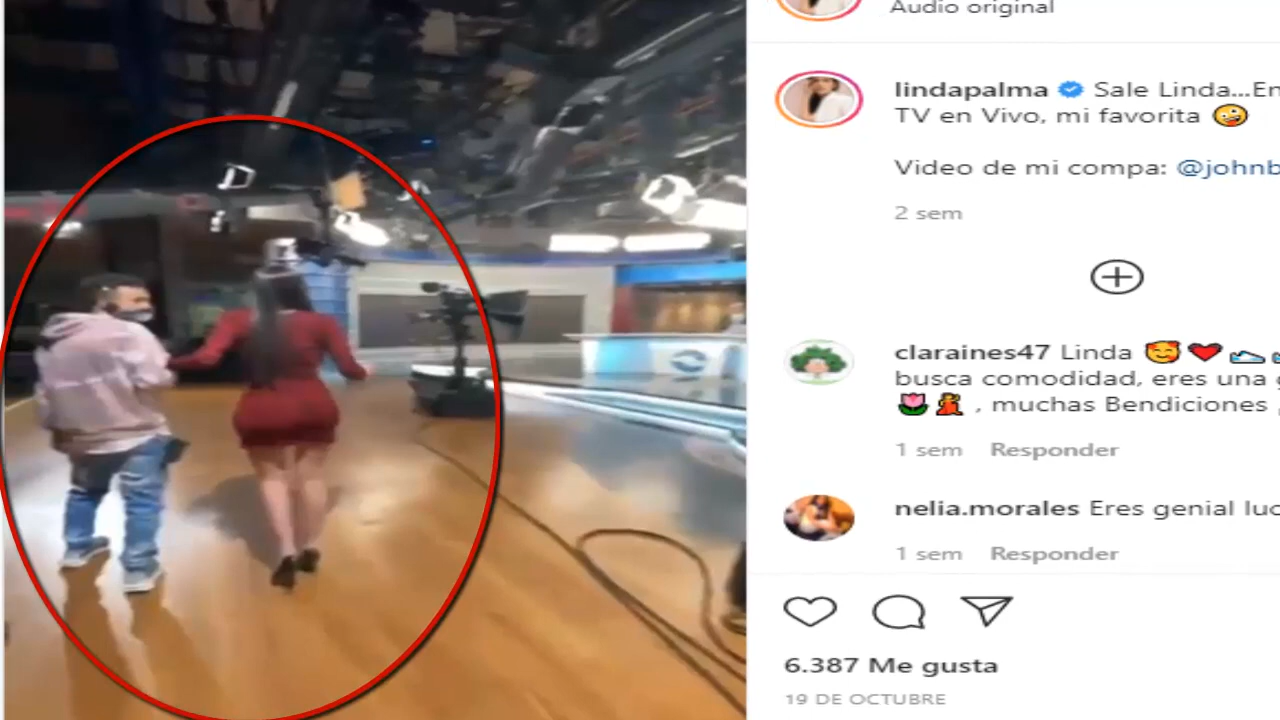 Audio original
lindapalma Sale Linda...En
TV en Vivo, mi favorita 🤪
Video de mi compa: @johnb
2 sem
claraines47 Linda 🥰❤️👟
busca comodidad, eres una
🌷💃 , muchas Bendiciones
1 sem Responder
nelia.morales Eres genial luc
1 sem Responder
6.387 Me gusta
19 DE OCTUBRE